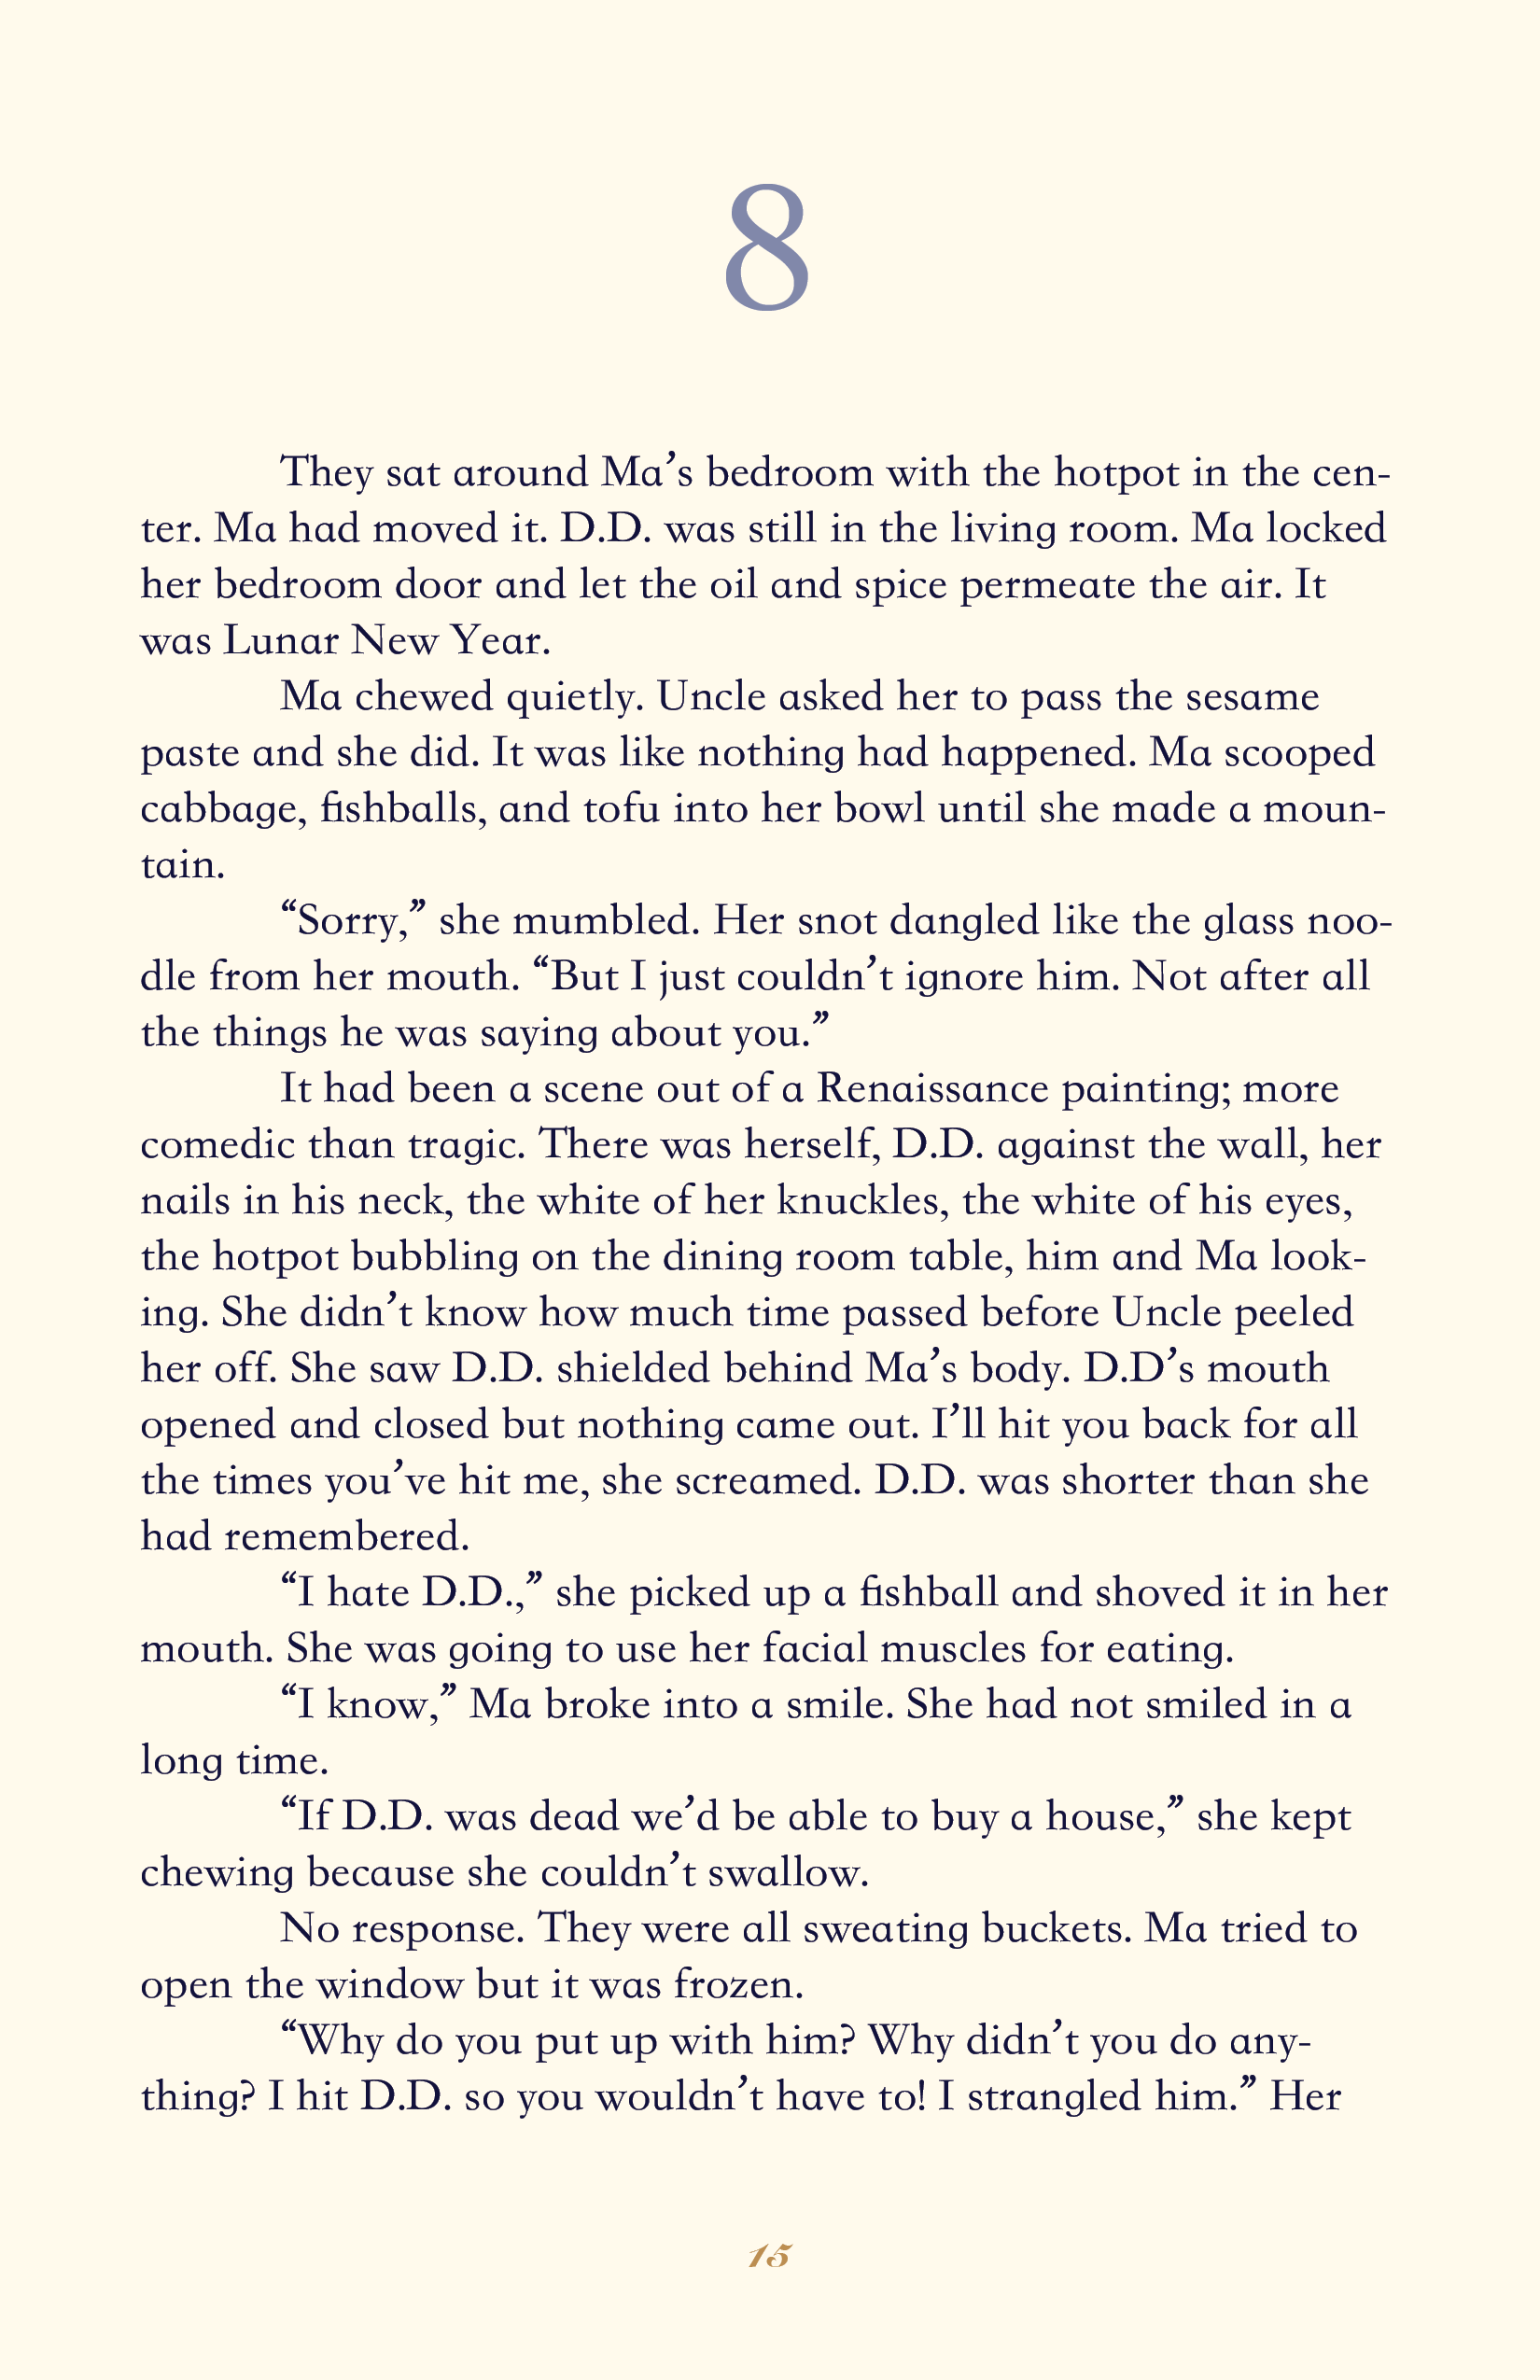 8
They sat around Ma’s bedroom with the hotpot in the cen-
ter. Ma had moved it. D.D. was still in the living room. Ma locked
her bedroom door and let the oil and spice permeate the air. It
was Lunar New Year.
Ma chewed quietly. Uncle asked her to pass the sesame
paste and she did. It was like nothing had happened. Ma scooped
cabbage, fishballs, and tofu into her bowl until she made a moun-
tain.
“Sorry,” she mumbled. Her snot dangled like the glass noo-
dle from her mouth. “But I just couldn’t ignore him. Not after all
the things he was saying about you.”
It had been a scene out of a Renaissance painting; more
comedic than tragic. There was herself, D.D. against the wall, her
nails in his neck, the white of her knuckles, the white of his eyes,
the hotpot bubbling on the dining room table, him and Ma look-
ing. She didn’t know how much time passed before Uncle peeled
her off. She saw D.D. shielded behind Ma’s body. D.D’s mouth
opened and closed but nothing came out. I’ll hit you back for all
the times you’ve hit me, she screamed. D.D. was shorter than she
had remembered.
“I hate D.D.,” she picked up a fishball and shoved it in her
mouth. She was going to use her facial muscles for eating.
“I know,” Ma broke into a smile. She had not smiled in a
long time.
“If D.D. was dead we’d be able to buy a house,” she kept
chewing because she couldn’t swallow.
No response. They were all sweating buckets. Ma tried to
open the window but it was frozen.
“Why do you put up with him? Why didn’t you do any-
thing? I hit D.D. so you wouldn’t have to! I strangled him.” Her
15